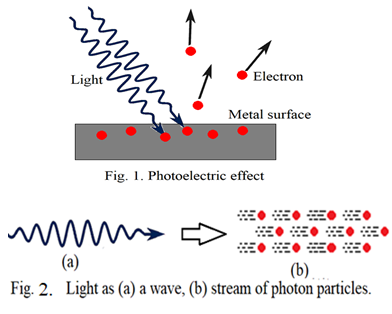 Light
Electron
Metal surface
Fig. 1. Photoelectric effect
(a)
(b)
Fig. 2. Light as (a) a wave, (b) stream of photon particles.